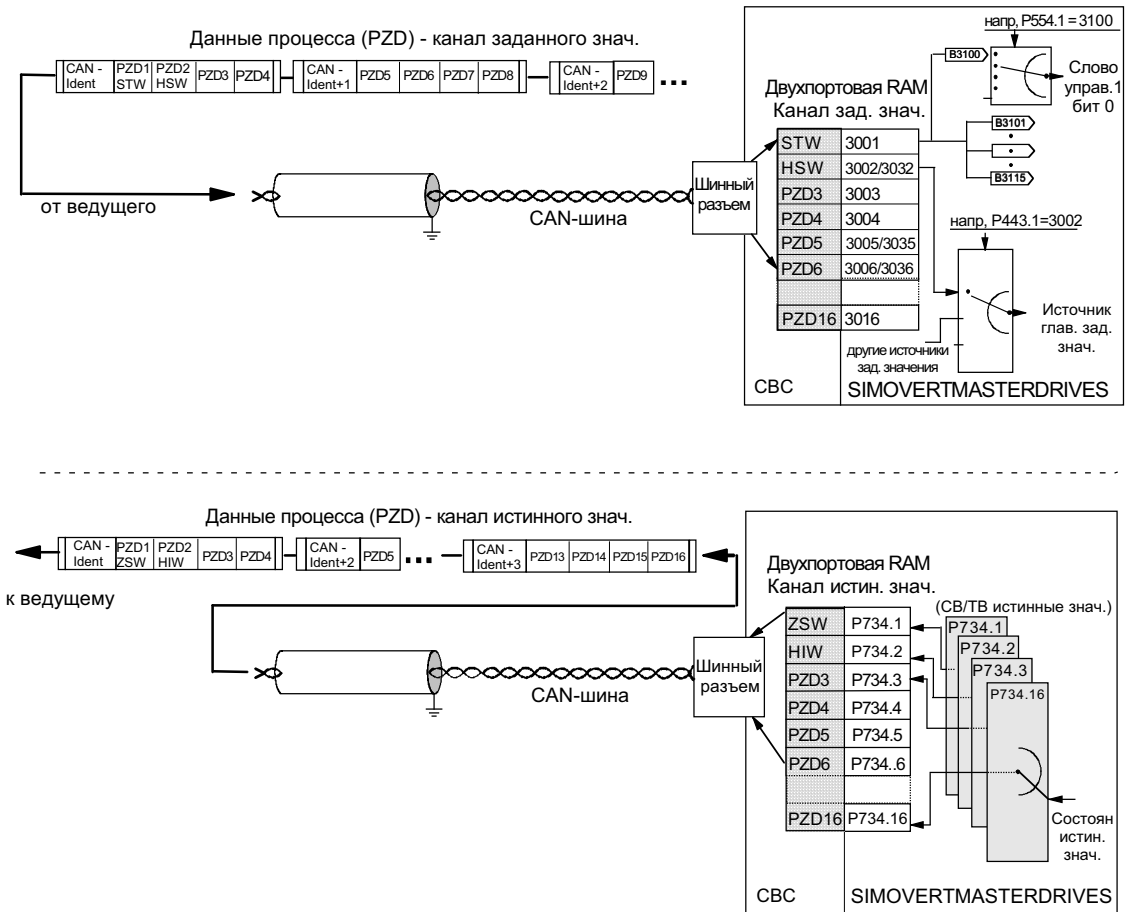 Данные процесса (PZD) - канал заданного знач.
CAN - Ident
PZD1 STW
PZD2 HSW
PZD3
PZD4
CAN - Ident+1
PZD5
PZD6
PZD7
PZD8
CAN - Ident+2
PZD9
...
от ведущего
CAN-шина
Шинный
разъем
Двухпортовая RAM
Канал зад. знач.
STW 3001
HSW 3002/3032
PZD3 3003
PZD4 3004
PZD5 3005/3035
PZD6 3006/3036
PZD16 3016
напр, P554.1 = 3100
B3100
Слово
управ.1
бит 0
B3101
B3115
напр, P443.1=3002
Источник
глав. зад.
знач.
другие источники
зад. значения
CBC
SIMOVERTMASTERDRIVES
Данные процесса (PZD) - канал истинного знач.
CAN - Ident
PZD1 ZSW
PZD2 HIW
PZD3
PZD4
CAN - Ident+2
PZD5
...
CAN - Ident+3
PZD13
PZD14
PZD15
PZD16
к ведущему
CAN-шина
Шинный
разъем
Двухпортовая RAM
Канал истин. знач.
ZSW P734.1
HIW P734.2
PZD3 P734.3
PZD4 P734.4
PZD5 P734.5
PZD6 P734..6
PZD16 P734.16
(СВ/ТВ истинные знач.)
P734.1
P734.2
P734.3
P734.16
Состоян
истин.
знач.
CBC
SIMOVERTMASTERDRIVES